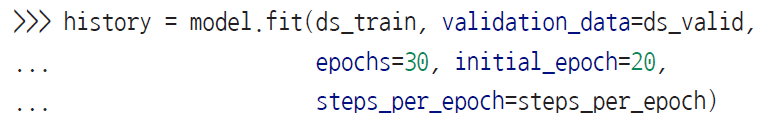 >>> history = model.fit(ds_train, validation_data=ds_valid,
...                     epochs=30, initial_epoch=20,
...                     steps_per_epoch=steps_per_epoch)